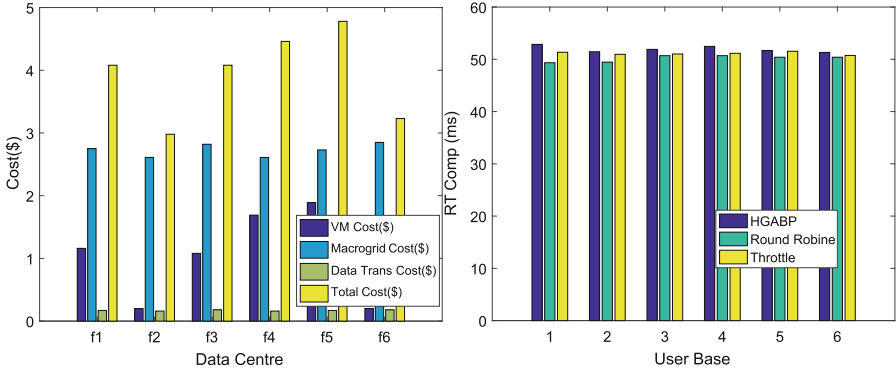 5
4
3
2
1
0
Cost($)
f1 f2 f3 f4 f5 f6
Data Centre
VM Cost($)
Macrogrid Cost($)
Data Trans Cost($)
Total Cost($)
60
50
40
30
20
10
0
RT Comp (ms)
1 2 3 4 5 6
User Base
HGABP
Round Robine
Throttle